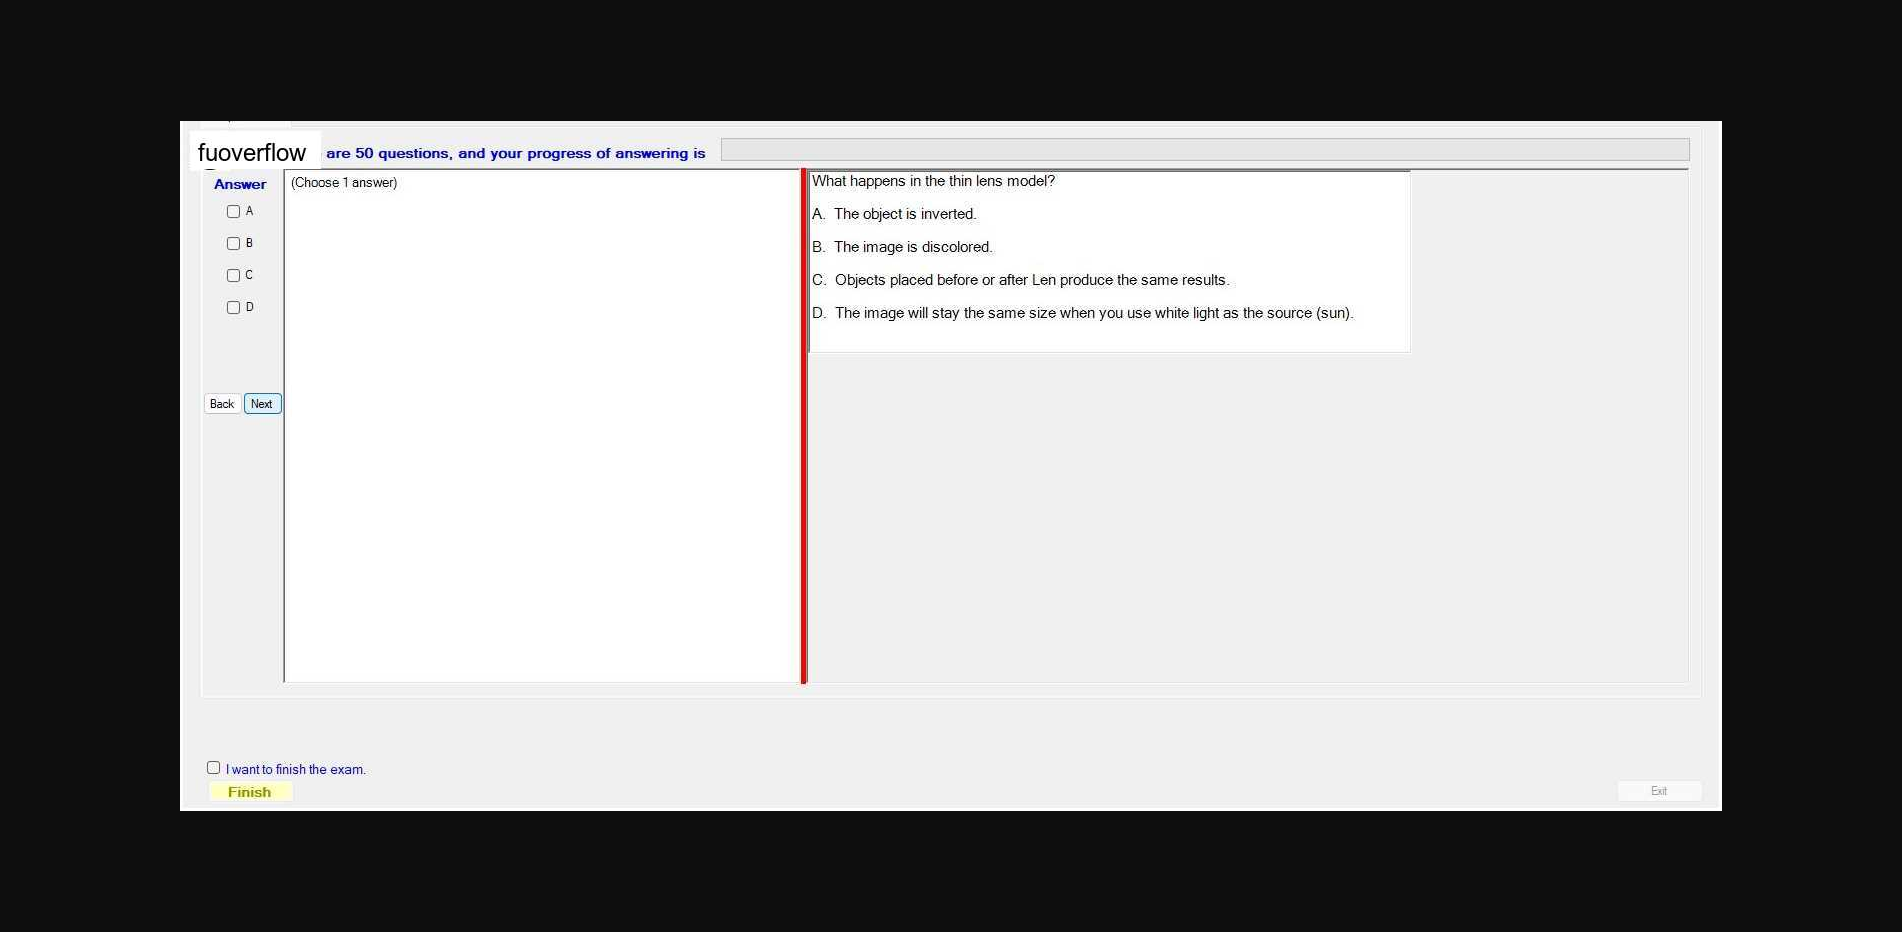 fuoverflow are 50 questions, and your progress of answering is
Answer
A
B
C
D
Back Next
(Choose 1 answer)
What happens in the thin lens model?
A. The object is inverted.
B. The image is discolored.
C. Objects placed before or after Len produce the same results.
D. The image will stay the same size when you use white light as the source (sun).
I want to finish the exam.
Finish
Exit